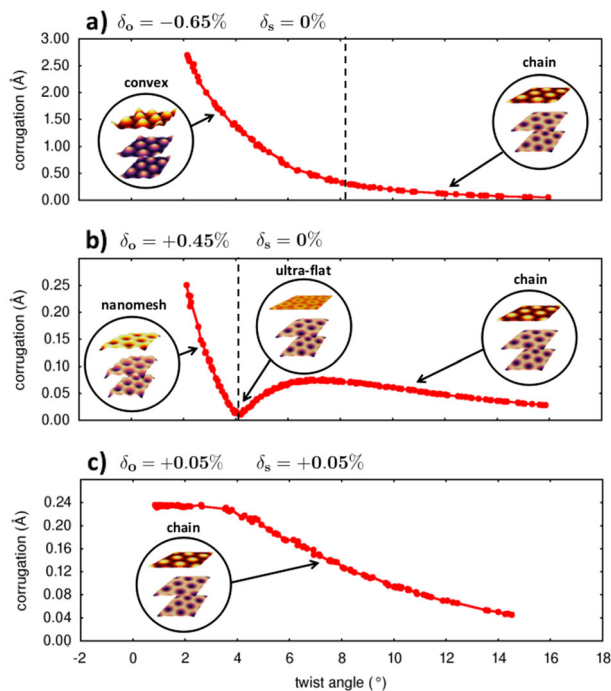 a) δo = −0.65% δs = 0%
3.00
2.50
2.00
1.50
1.00
0.50
0.00
corrugation (Å)
convex
chain
b) δo = +0.45% δs = 0%
0.25
0.20
0.15
0.10
0.05
0.00
corrugation (Å)
nanomesh
ultra-flat
chain
c) δo = +0.05% δs = +0.05%
0.24
0.20
0.16
0.12
0.08
0.04
0.00
corrugation (Å)
chain
-2 0 2 4 6 8 10 12 14 16 18
twist angle (°)